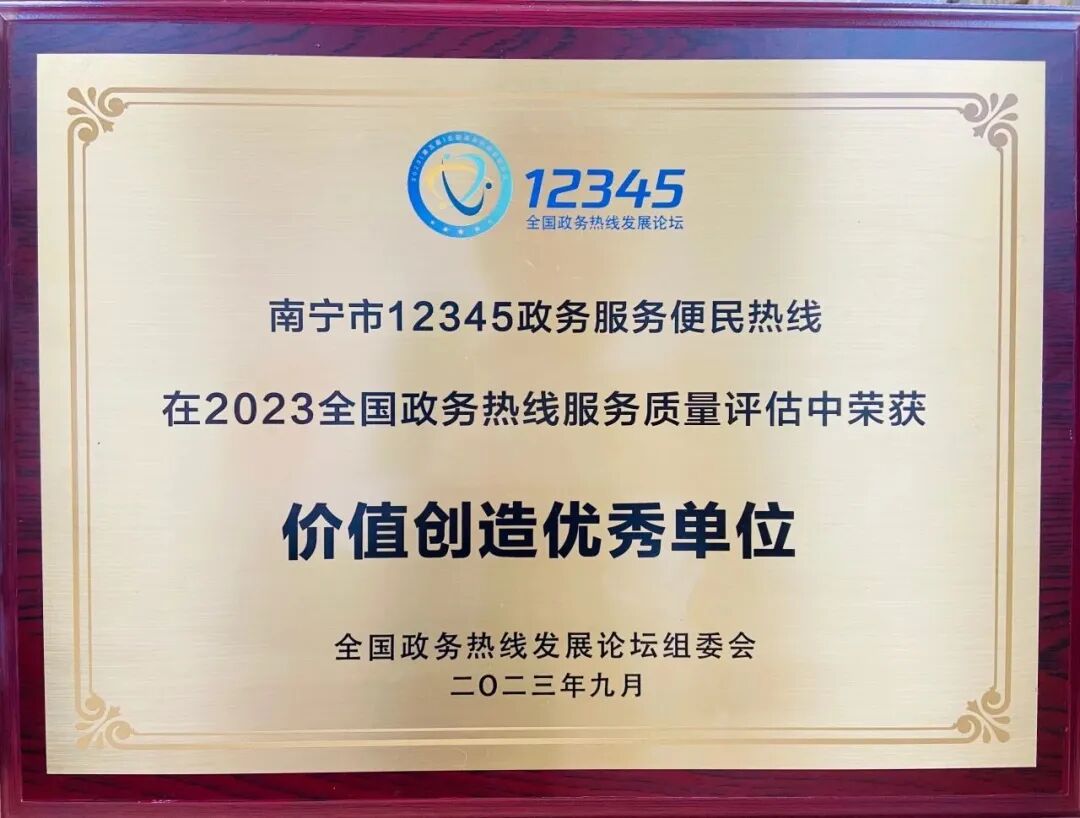 12345
全国政务热线发展论坛
南宁市12345政务服务便民热线
在2023全国政务热线服务质量评估中荣获
价值创造优秀单位
全国政务热线发展论坛组委会
二〇二三年九月